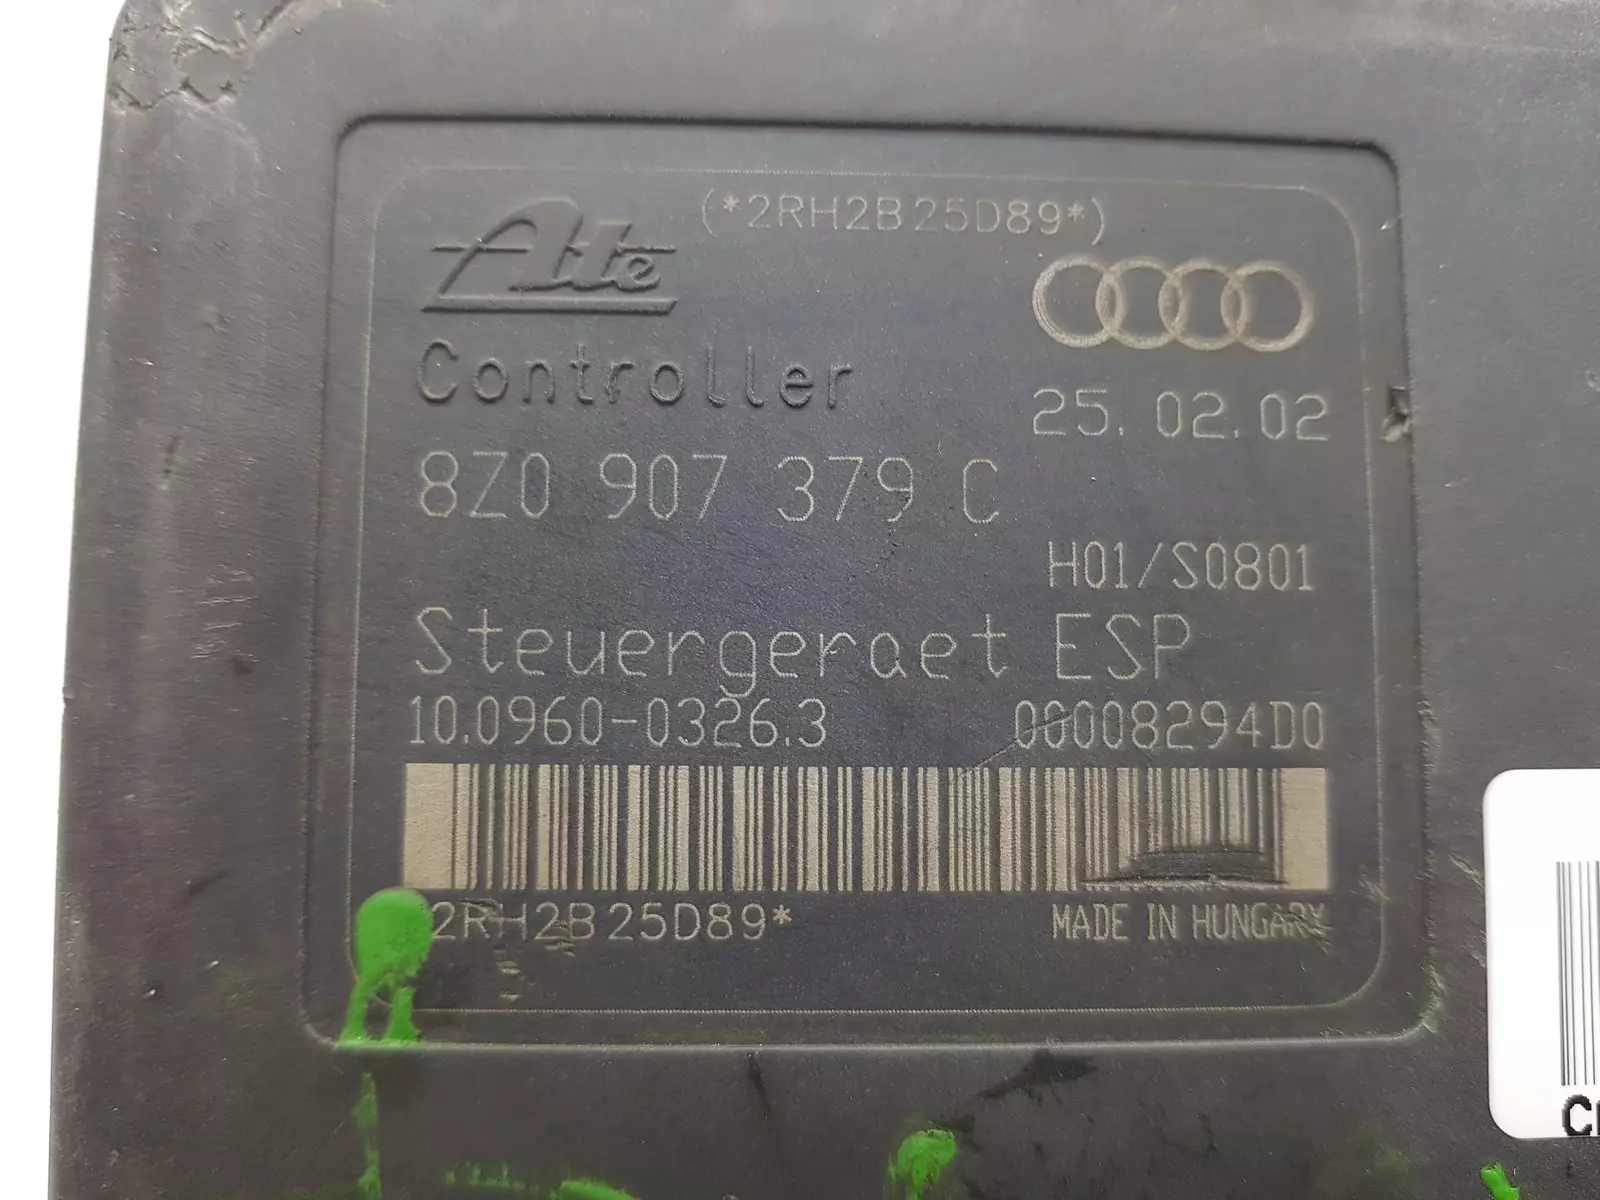 (*2RH2B25D89*)
Ate
Controller
25.02.02
8Z0 907 379 C
H01/S0801
Steuergeraet ESP
10.0960-0326.3 00008294D0
2RH2B25D89*
MADE IN HUNGARY